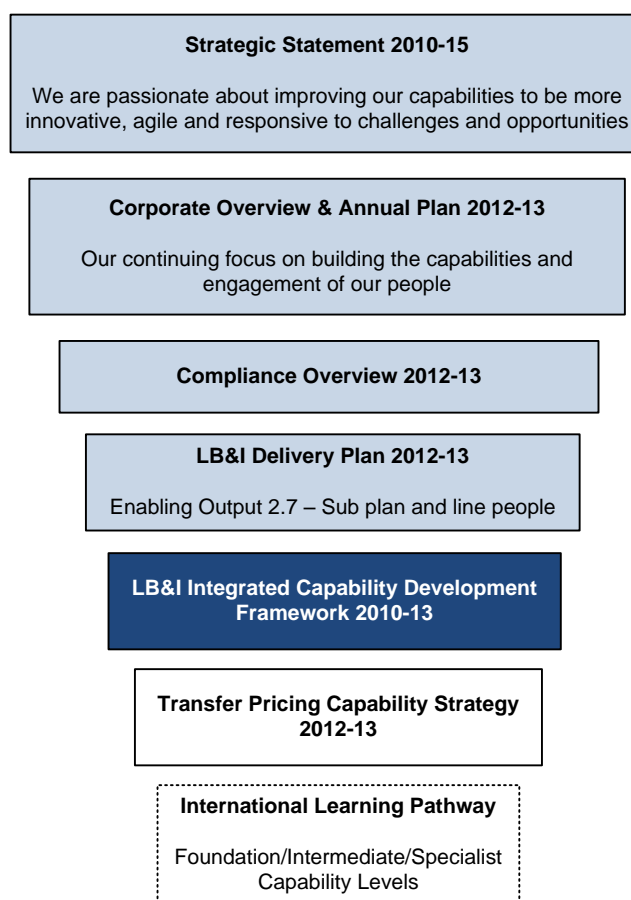 Strategic Statement 2010-15
We are passionate about improving our capabilities to be more
innovative, agile and responsive to challenges and opportunities
Corporate Overview & Annual Plan 2012-13
Our continuing focus on building the capabilities and
engagement of our people
Compliance Overview 2012-13
LB&I Delivery Plan 2012-13
Enabling Output 2.7 – Sub plan and line people
LB&I Integrated Capability Development
Framework 2010-13
Transfer Pricing Capability Strategy
2012-13
International Learning Pathway
Foundation/Intermediate/Specialist
Capability Levels